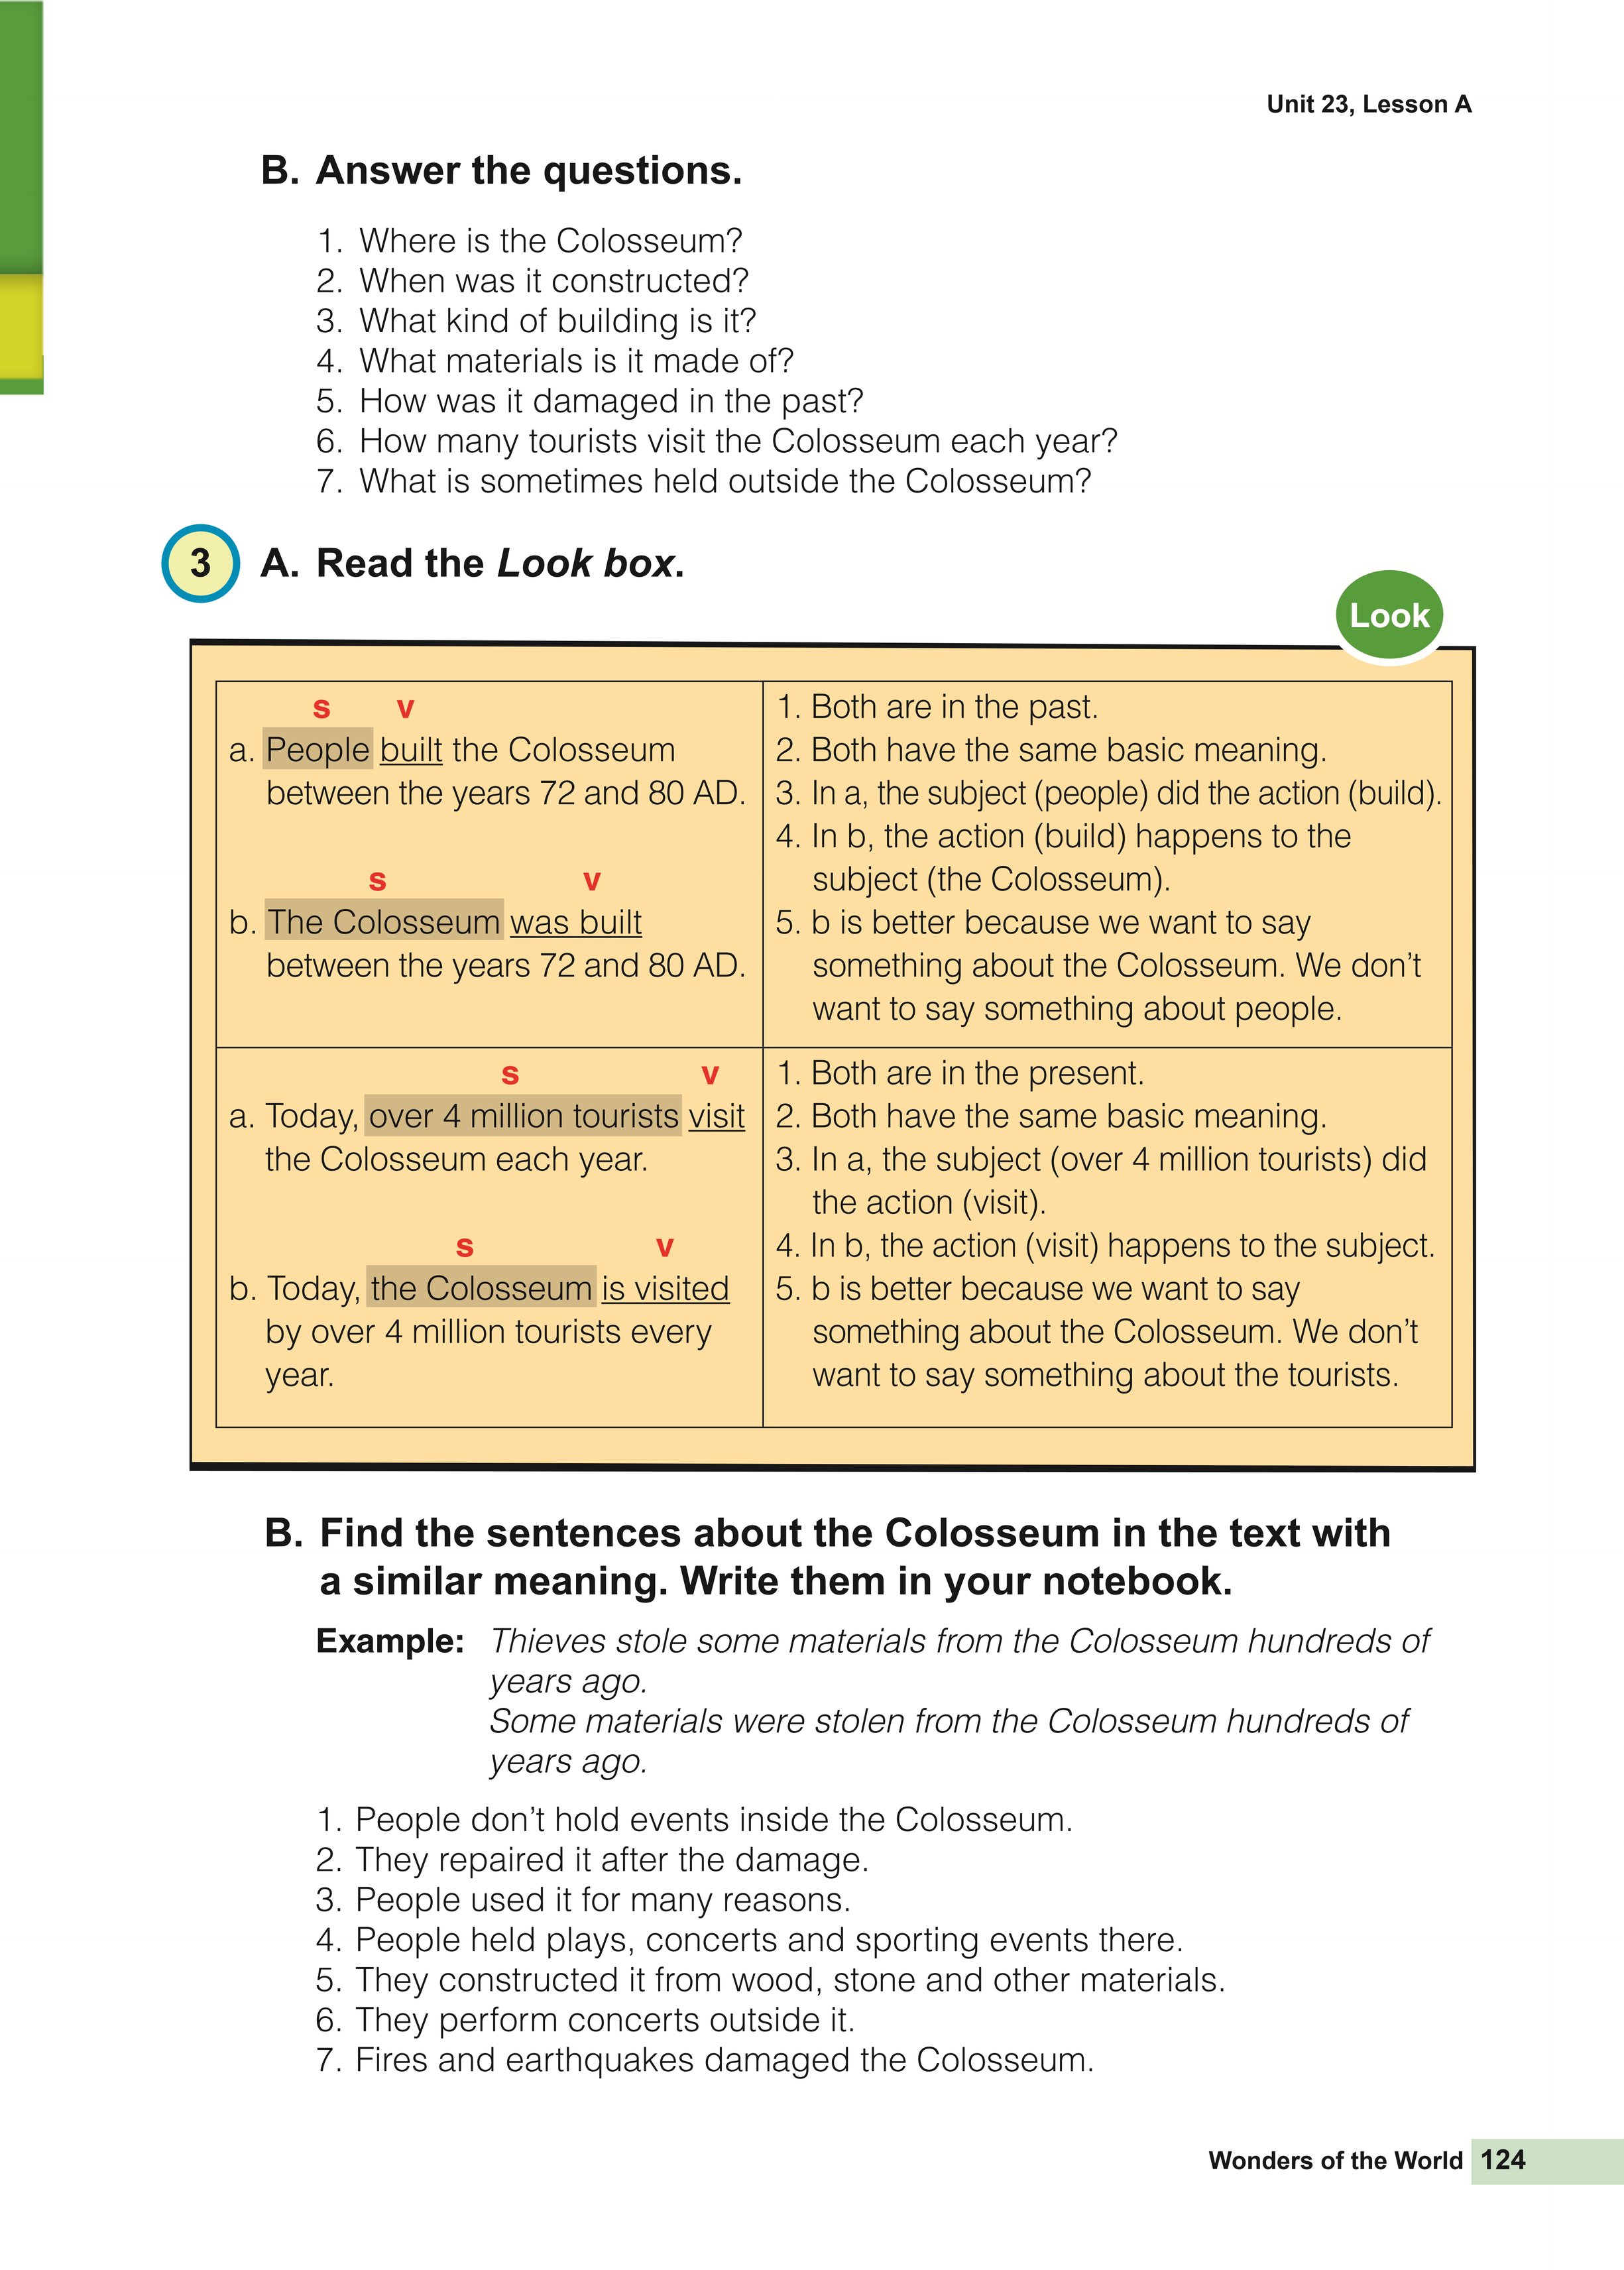 Unit 23, Lesson A
B. Answer the questions.
1. Where is the Colosseum?
2. When was it constructed?
3. What kind of building is it?
4. What materials is it made of?
5. How was it damaged in the past?
6. How many tourists visit the Colosseum each year?
7. What is sometimes held outside the Colosseum?
3 A. Read the Look box.
Look
s v
a. People built the Colosseum
between the years 72 and 80 AD.
s v
b. The Colosseum was built
between the years 72 and 80 AD.
1. Both are in the past.
2. Both have the same basic meaning.
3. In a, the subject (people) did the action (build).
4. In b, the action (build) happens to the
subject (the Colosseum).
5. b is better because we want to say
something about the Colosseum. We don't
want to say something about people.
s v
a. Today, over 4 million tourists visit
the Colosseum each year.
s v
b. Today, the Colosseum is visited
by over 4 million tourists every
year.
1. Both are in the present.
2. Both have the same basic meaning.
3. In a, the subject (over 4 million tourists) did
the action (visit).
4. In b, the action (visit) happens to the subject.
5. b is better because we want to say
something about the Colosseum. We don't
want to say something about the tourists.
B. Find the sentences about the Colosseum in the text with
a similar meaning. Write them in your notebook.
Example: Thieves stole some materials from the Colosseum hundreds of
years ago.
Some materials were stolen from the Colosseum hundreds of
years ago.
1. People don't hold events inside the Colosseum.
2. They repaired it after the damage.
3. People used it for many reasons.
4. People held plays, concerts and sporting events there.
5. They constructed it from wood, stone and other materials.
6. They perform concerts outside it.
7. Fires and earthquakes damaged the Colosseum.
Wonders of the World 124